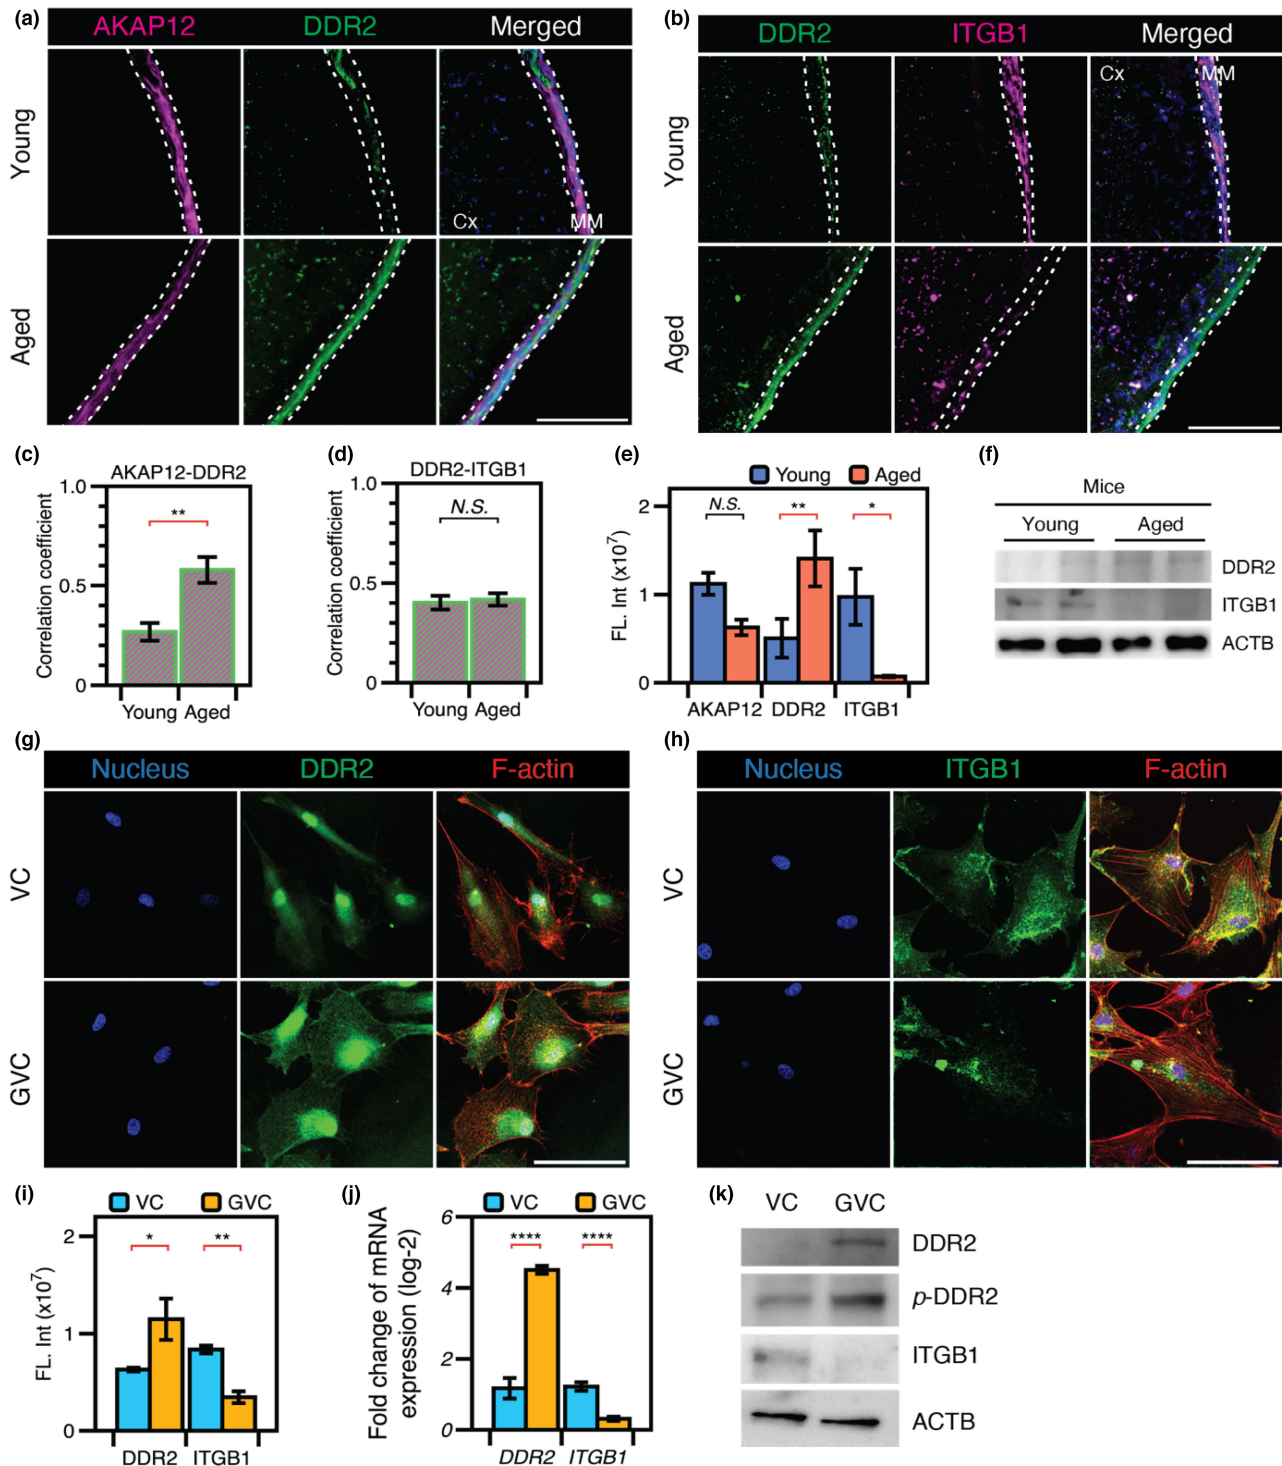 (a)
AKAP12 DDR2 Merged
Young
Cx MM
Aged
(b)
DDR2 ITGB1 Merged
Young
Cx MM
Aged
(c)
AKAP12-DDR2
Correlation coefficient
1.0
0.5
0
**
Young Aged
(d)
DDR2-ITGB1
Correlation coefficient
1.0
0.5
0
N.S.
Young Aged
(e)
Young Aged
FL. Int (x10⁷)
2
1
0
N.S. ** *
AKAP12 DDR2 ITGB1
(f)
Mice
Young Aged
DDR2
ITGB1
ACTB
(g)
Nucleus DDR2 F-actin
VC
GVC
(h)
Nucleus ITGB1 F-actin
VC
GVC
(i)
VC GVC
FL. Int (x10⁷)
2
1
0
* **
DDR2 ITGB1
(j)
VC GVC
Fold change of mRNA
expression (log-2)
6
4
2
0
**** ****
DDR2 ITGB1
(k)
VC GVC
DDR2
p-DDR2
ITGB1
ACTB